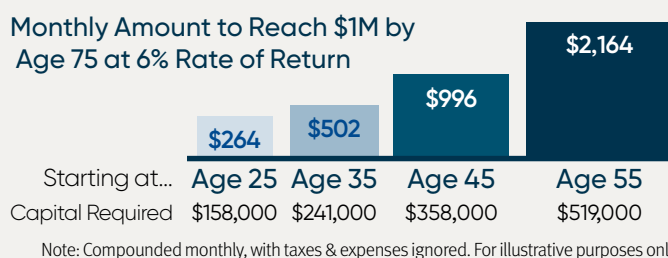 Monthly Amount to Reach $1M by
Age 75 at 6% Rate of Return
$264 $502 $996 $2,164
Starting at... Age 25 Age 35 Age 45 Age 55
Capital Required $158,000 $241,000 $358,000 $519,000
Note: Compounded monthly, with taxes & expenses ignored. For illustrative purposes onl